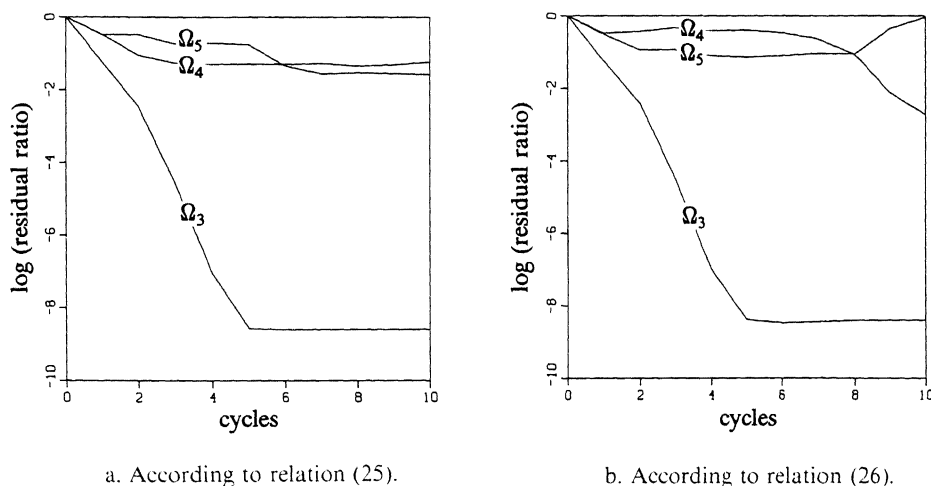 log (residual ratio)
0
-2
-4
-6
-8
-10
Ω5
Ω4
Ω3
0 2 4 6 8 10
cycles
a. According to relation (25).
log (residual ratio)
0
-2
-4
-6
-8
-10
Ω4
Ω5
Ω3
0 2 4 6 8 10
cycles
b. According to relation (26).